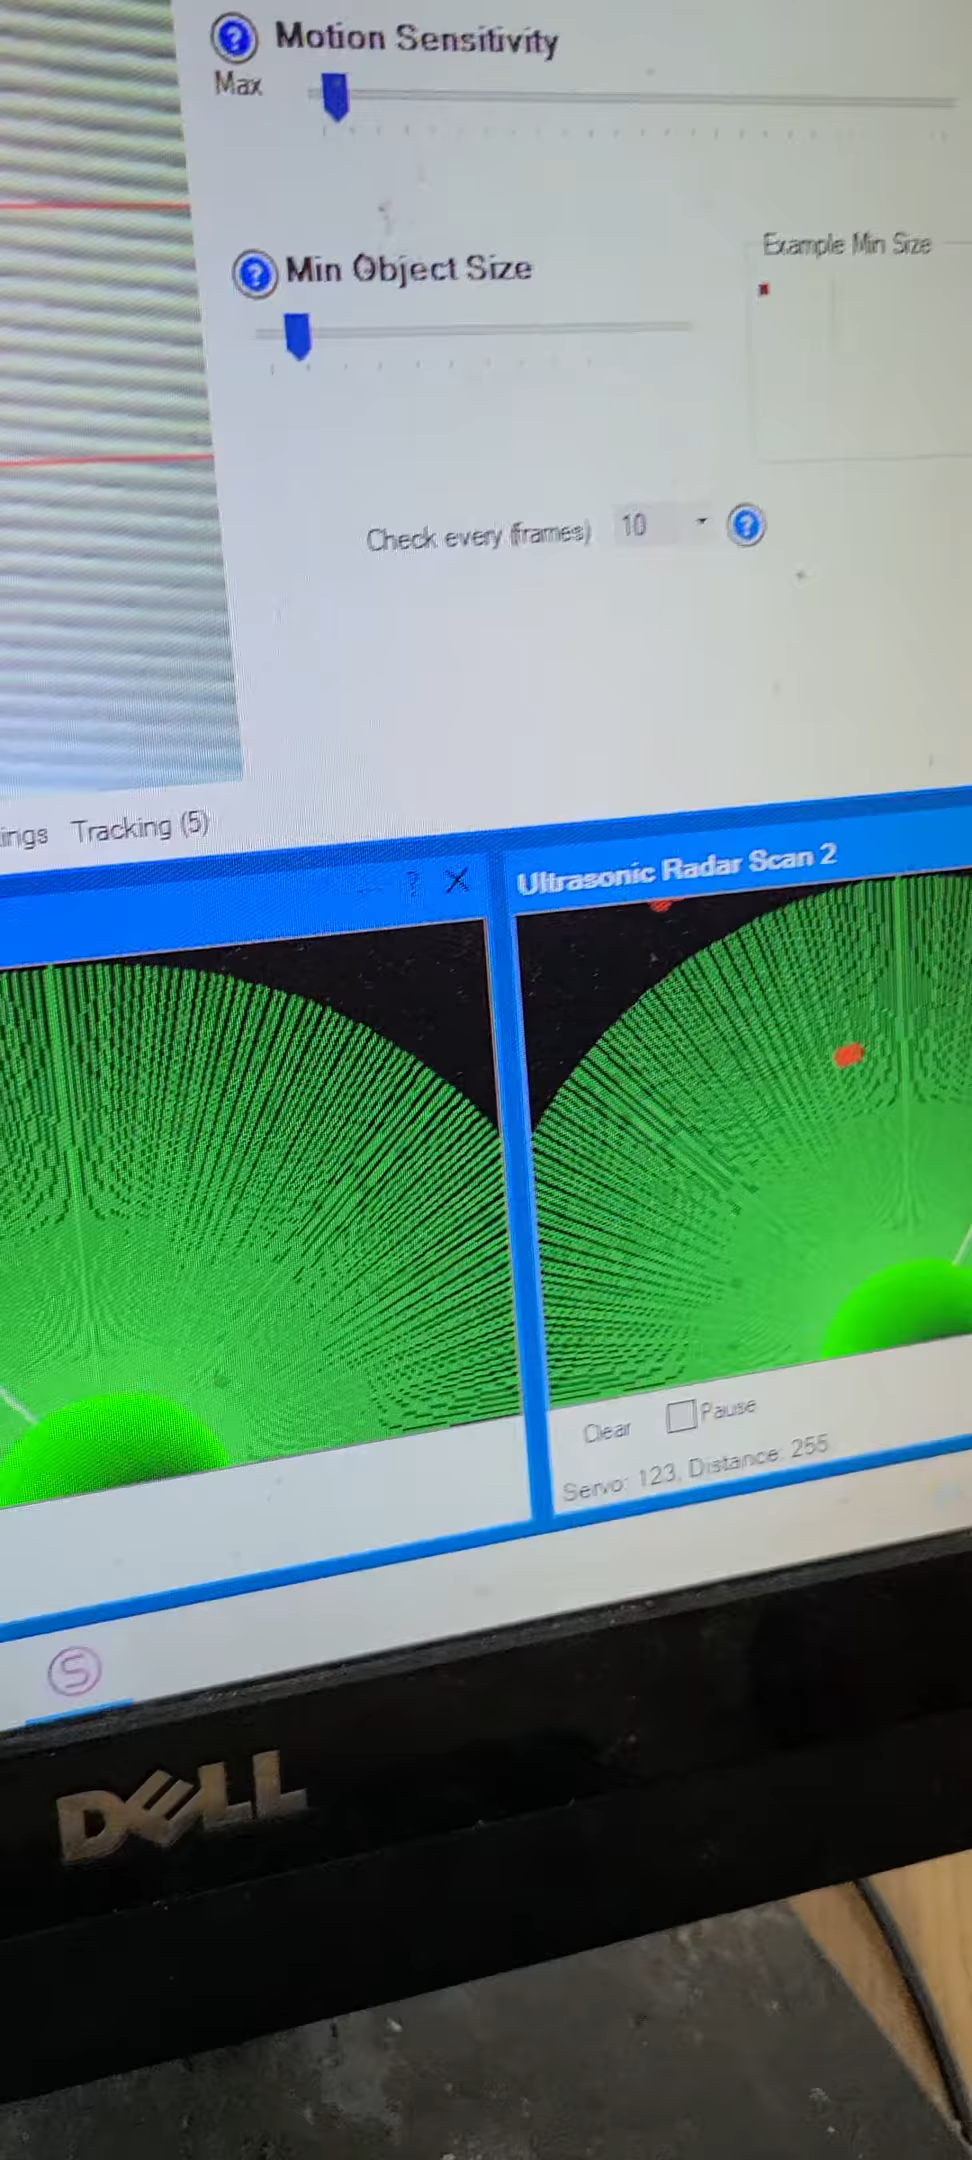 Motion Sensitivity
Max
Min Object Size
Example Min Size
Check every (frames) 10
ings Tracking (5)
? X
Ultrasonic Radar Scan 2
Clear Pause
Servo: 123, Distance: 255
S
DELL